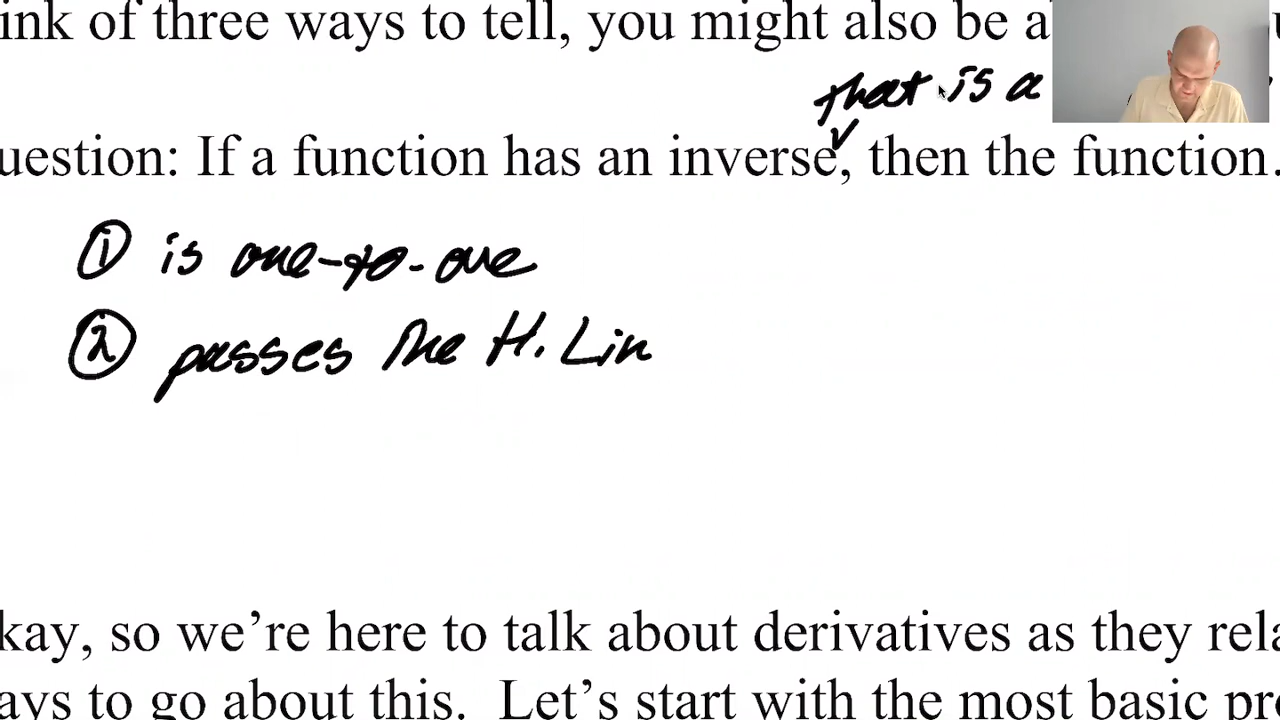 ink of three ways to tell, you might also be a
that is a
uestion: If a function has an inverse, then the function.
① is one-to-one
② passes the H. Lin
kay, so we're here to talk about derivatives as they rela
ays to go about this. Let's start with the most basic pro